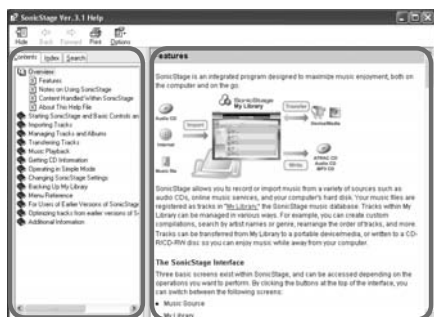 SonicStage Ver. 3.1 Help
Hide Back Forward Print Options
Contents Index Search
Overview
Features
Notes on Using SonicStage
Content Handled Within SonicStage
About This Help File
Starting SonicStage and Basic Controls an
Importing Tracks
Managing Tracks and Albums
Transferring Tracks
Music Playback
Getting CD Information
Operating in Simple Mode
Changing SonicStage Settings
Backing Up My Library
Menu Reference
For Users of Earlier Versions of SonicStage
Optimizing tracks from earlier versions of S
Additional Information
Features
SonicStage is an integrated program designed to maximize music enjoyment, both on
the computer and on the go.
Audio CD
Internet
Music file
Import
SonicStage
My Library
Transfer
Write
Device/Media
ATRAC CD
Audio CD
MP3 CD
SonicStage allows you to record or import music from a variety of sources such as
audio CDs, online music services, and your computer's hard disk. Your music files are
registered as tracks in "My Library," the SonicStage music database. Tracks within My
Library can be managed in various ways. For example, you can create custom
compilations, search by artist names or genre, rearrange the order of tracks, and more.
Tracks can be transferred from My Library to a portable device/media, or written to a CD-
R/CD-RW disc so you can enjoy music while away from your computer.
The SonicStage Interface
Three basic screens exist within SonicStage, and can be accessed depending on the
operations you want to perform. By clicking the buttons at the top of the interface, you
can switch between the following screens:
• Music Source
• My Library